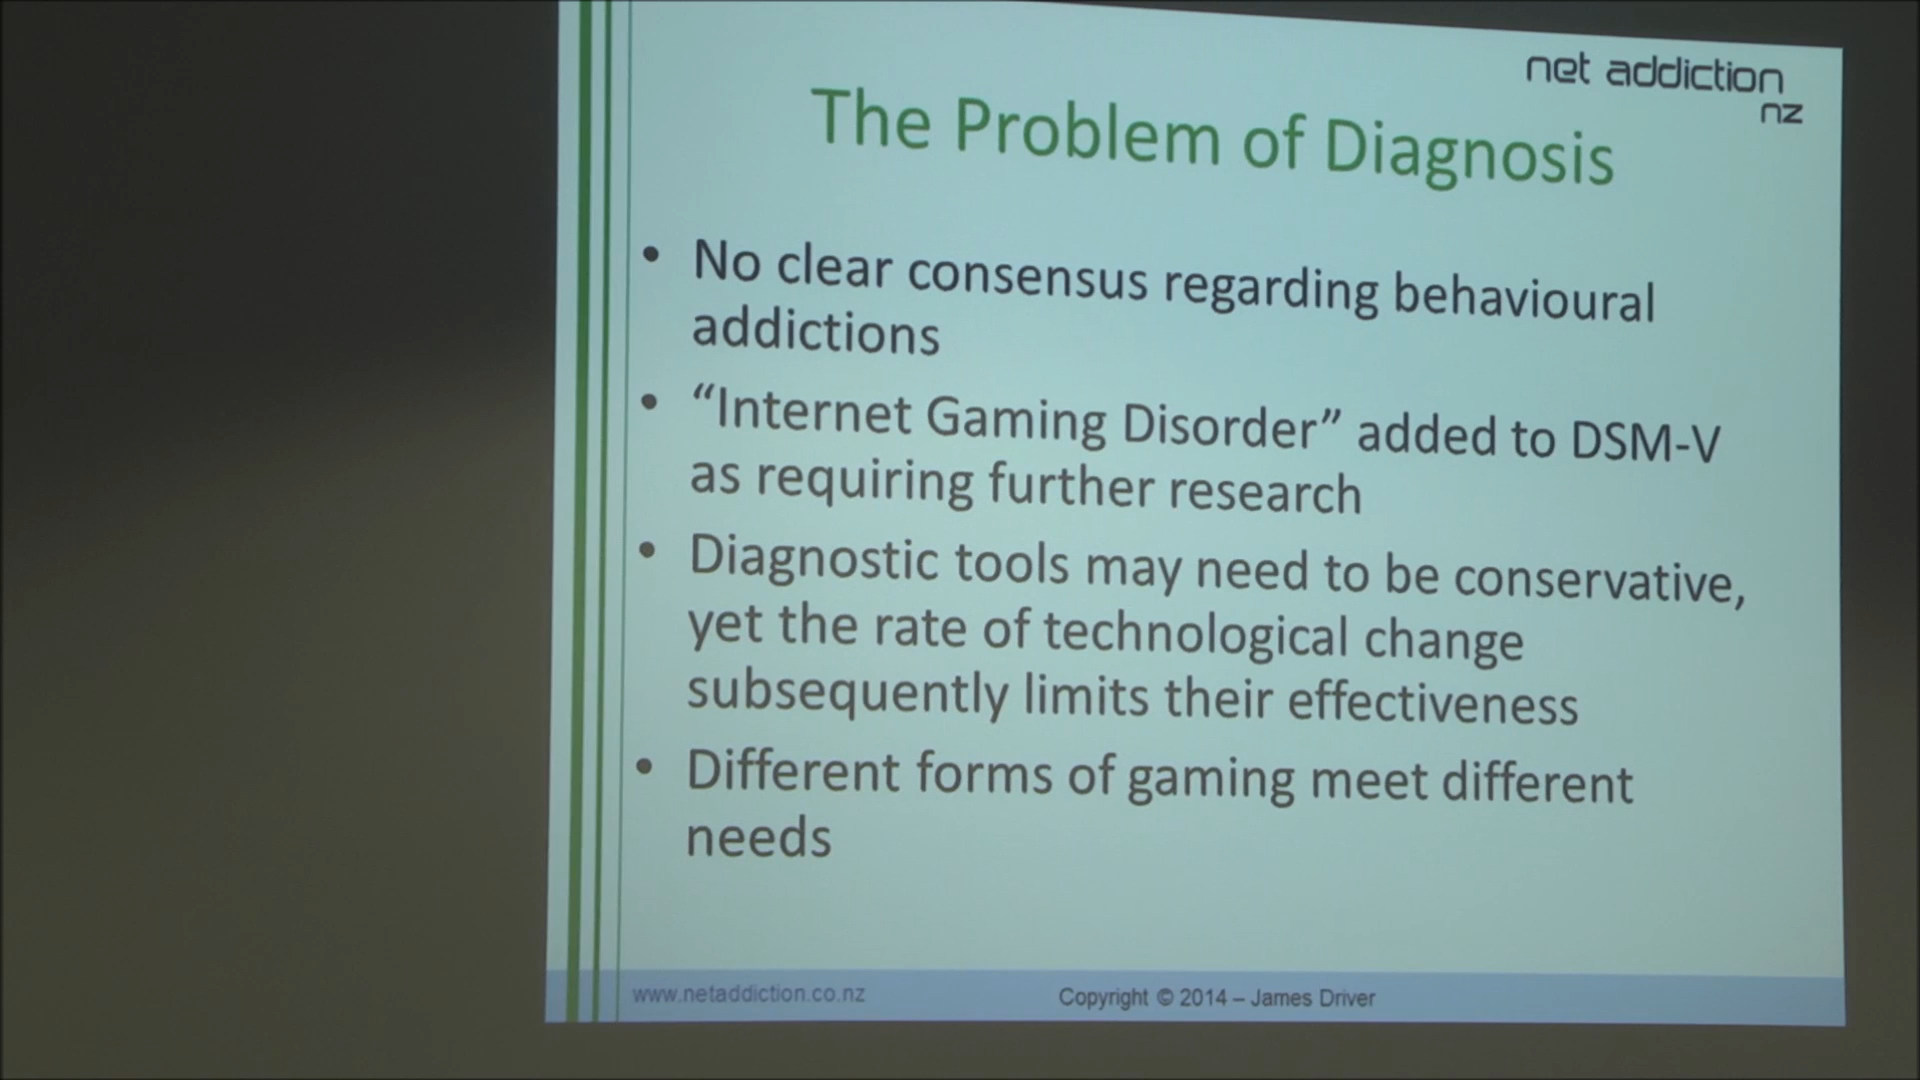 net addiction
nz
The Problem of Diagnosis
• No clear consensus regarding behavioural
addictions
• “Internet Gaming Disorder” added to DSM-V
as requiring further research
• Diagnostic tools may need to be conservative,
yet the rate of technological change
subsequently limits their effectiveness
• Different forms of gaming meet different
needs
www.netaddiction.co.nz
Copyright © 2014 – James Driver